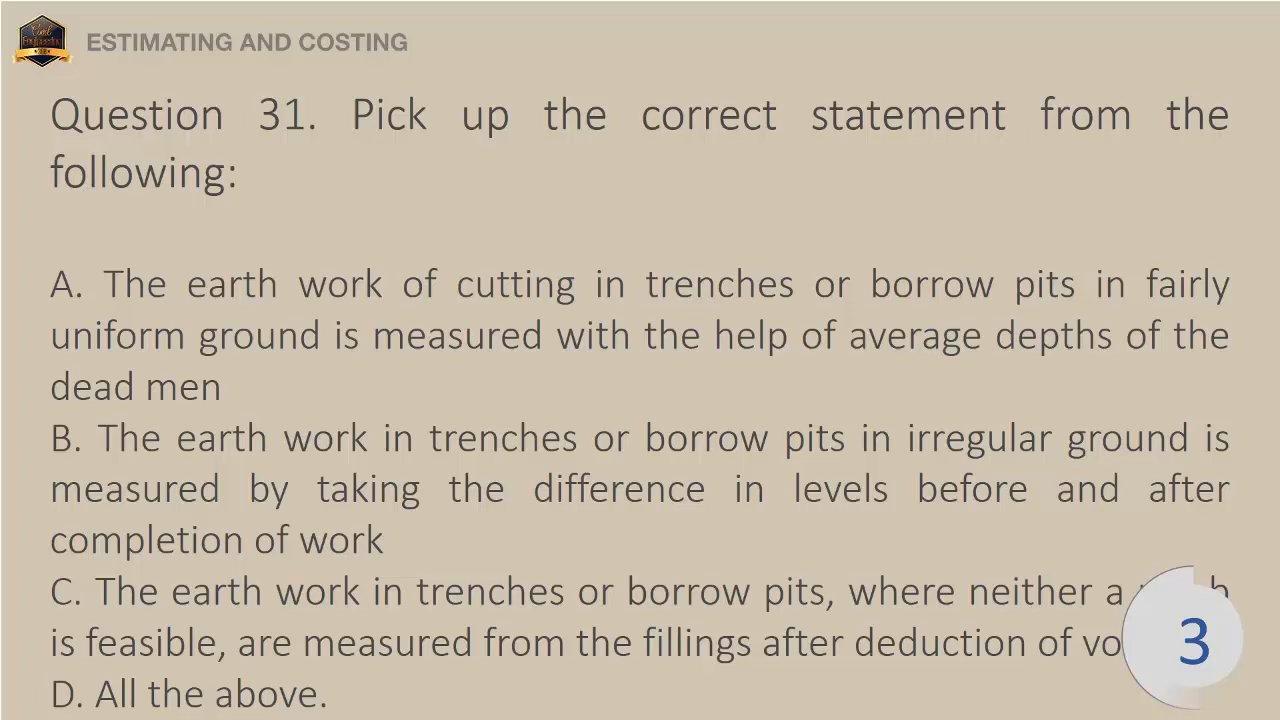 Civil
Engineering
ESTIMATING AND COSTING
Question 31. Pick up the correct statement from the
following:
A. The earth work of cutting in trenches or borrow pits in fairly
uniform ground is measured with the help of average depths of the
dead men
B. The earth work in trenches or borrow pits in irregular ground is
measured by taking the difference in levels before and after
completion of work
C. The earth work in trenches or borrow pits, where neither a
is feasible, are measured from the fillings after deduction of
D. All the above.
3